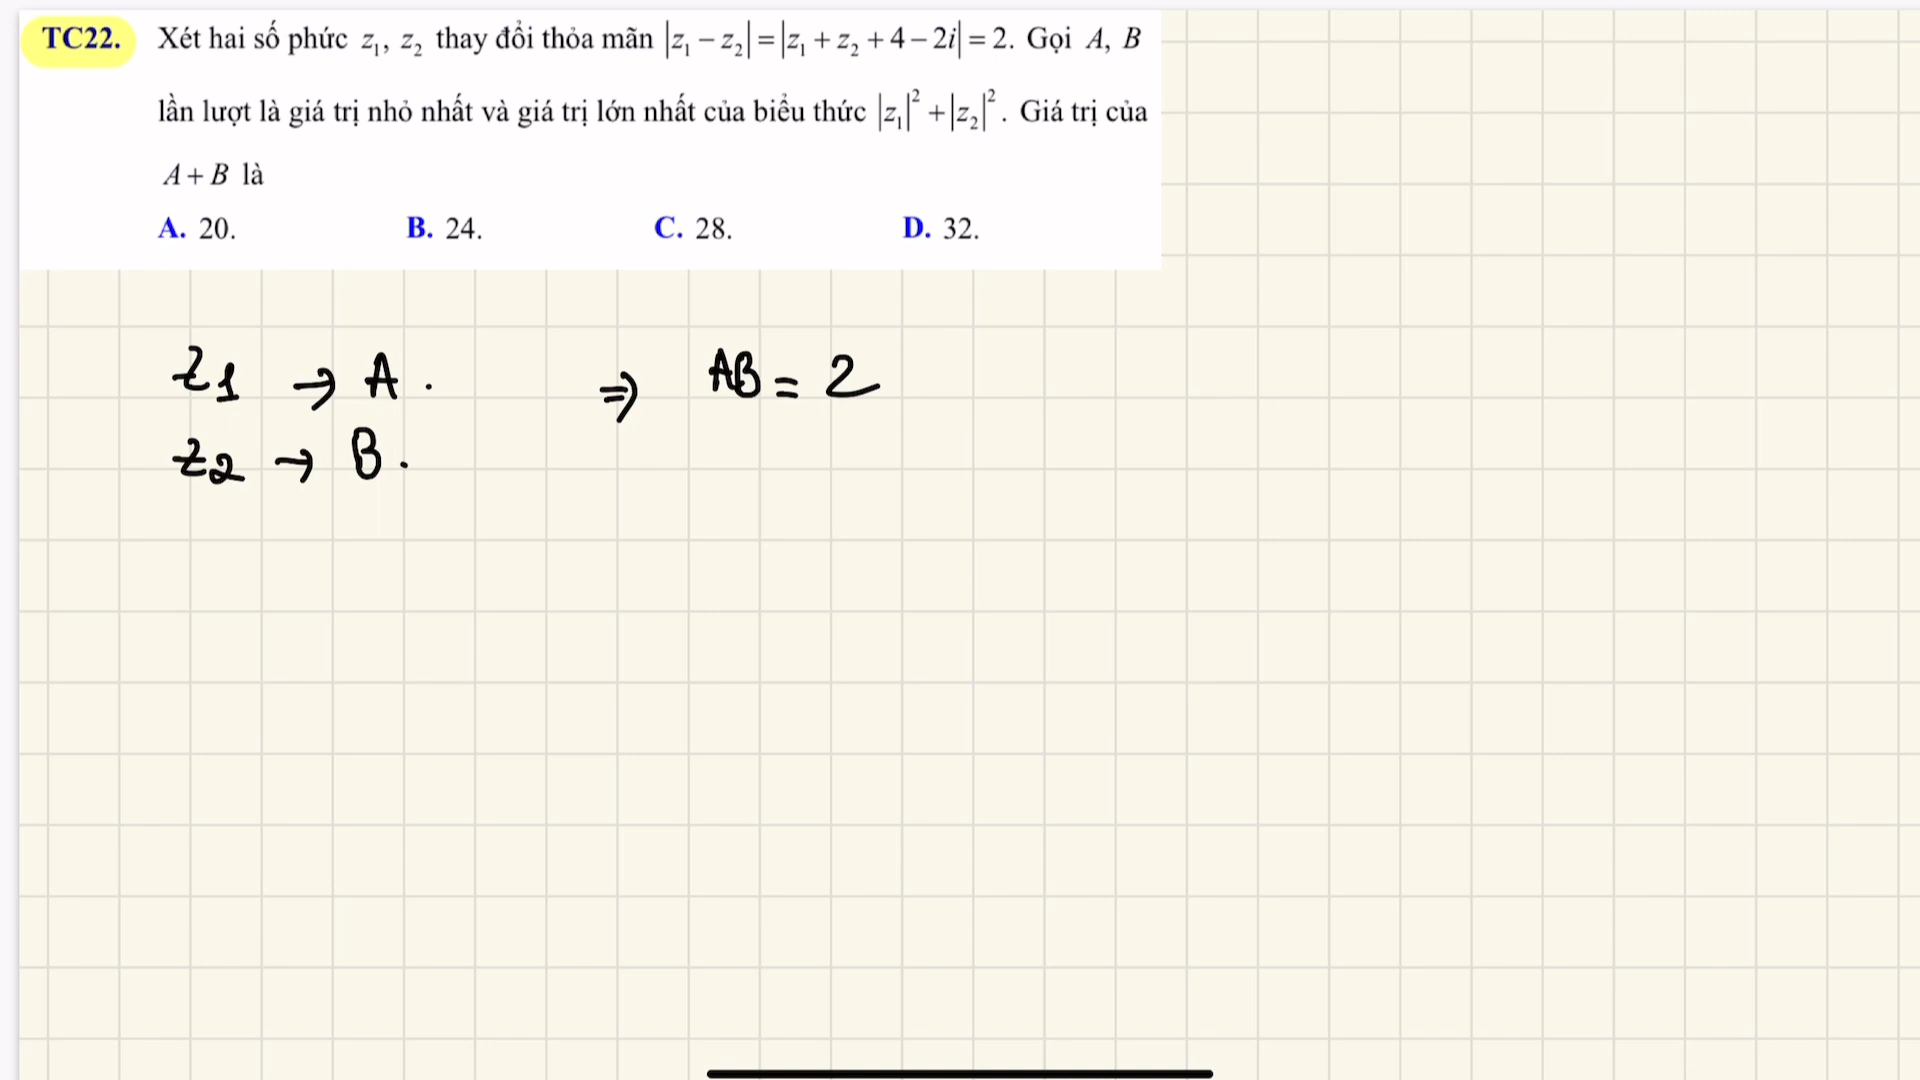 TC22. Xét hai số phức z₁, z₂ thay đổi thỏa mãn |z₁ − z₂| = |z₁ + z₂ + 4 − 2i| = 2. Gọi A, B
lần lượt là giá trị nhỏ nhất và giá trị lớn nhất của biểu thức |z₁|² + |z₂|². Giá trị của
A + B là
A. 20. B. 24. C. 28. D. 32.
z1 → A. ⇒ AB = 2
z2 → B.